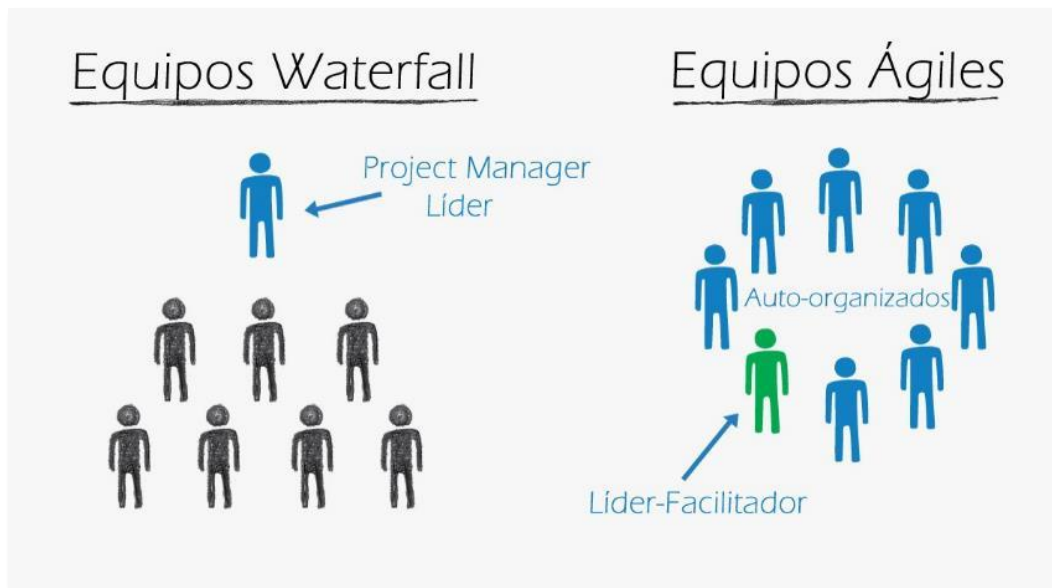 Equipos Waterfall
Equipos Ágiles
Project Manager
Líder
Auto-organizados
Líder-Facilitador